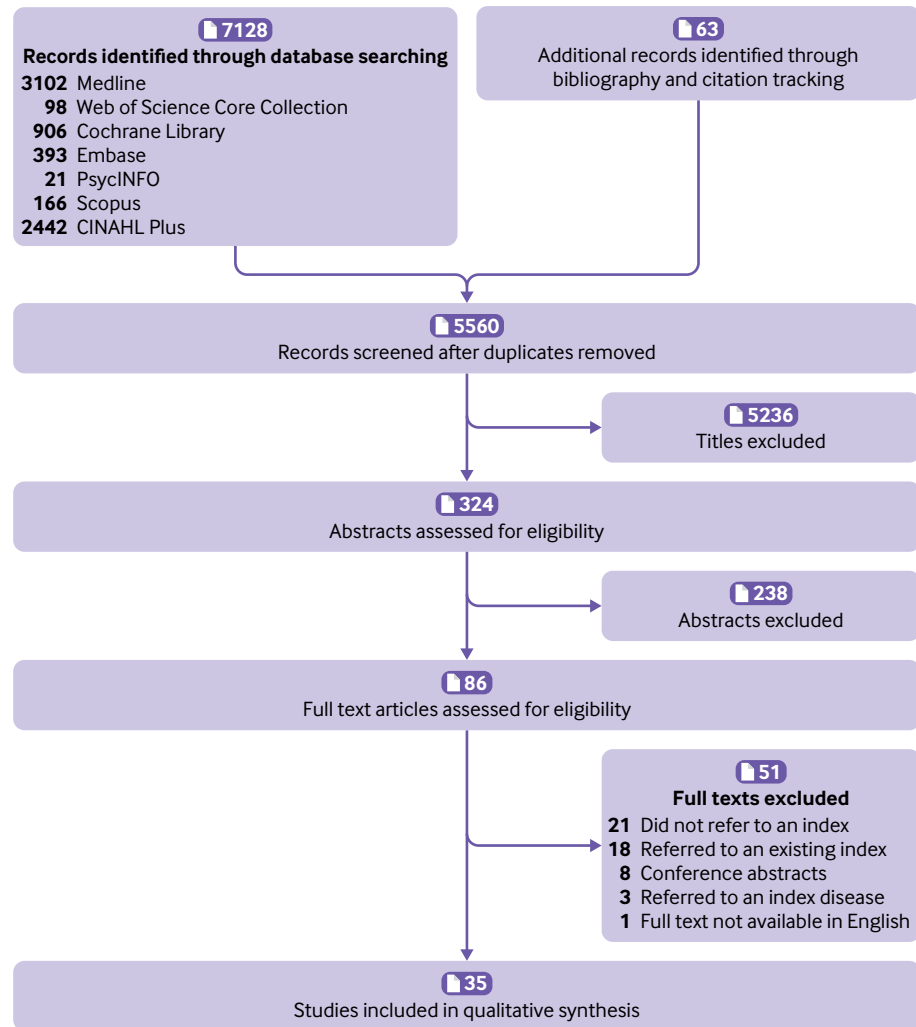 7128
Records identified through database searching
3102 Medline
98 Web of Science Core Collection
906 Cochrane Library
393 Embase
21 PsycINFO
166 Scopus
2442 CINAHL Plus
63
Additional records identified through
bibliography and citation tracking
5560
Records screened after duplicates removed
5236
Titles excluded
324
Abstracts assessed for eligibility
238
Abstracts excluded
86
Full text articles assessed for eligibility
51
Full texts excluded
21 Did not refer to an index
18 Referred to an existing index
8 Conference abstracts
3 Referred to an index disease
1 Full text not available in English
35
Studies included in qualitative synthesis